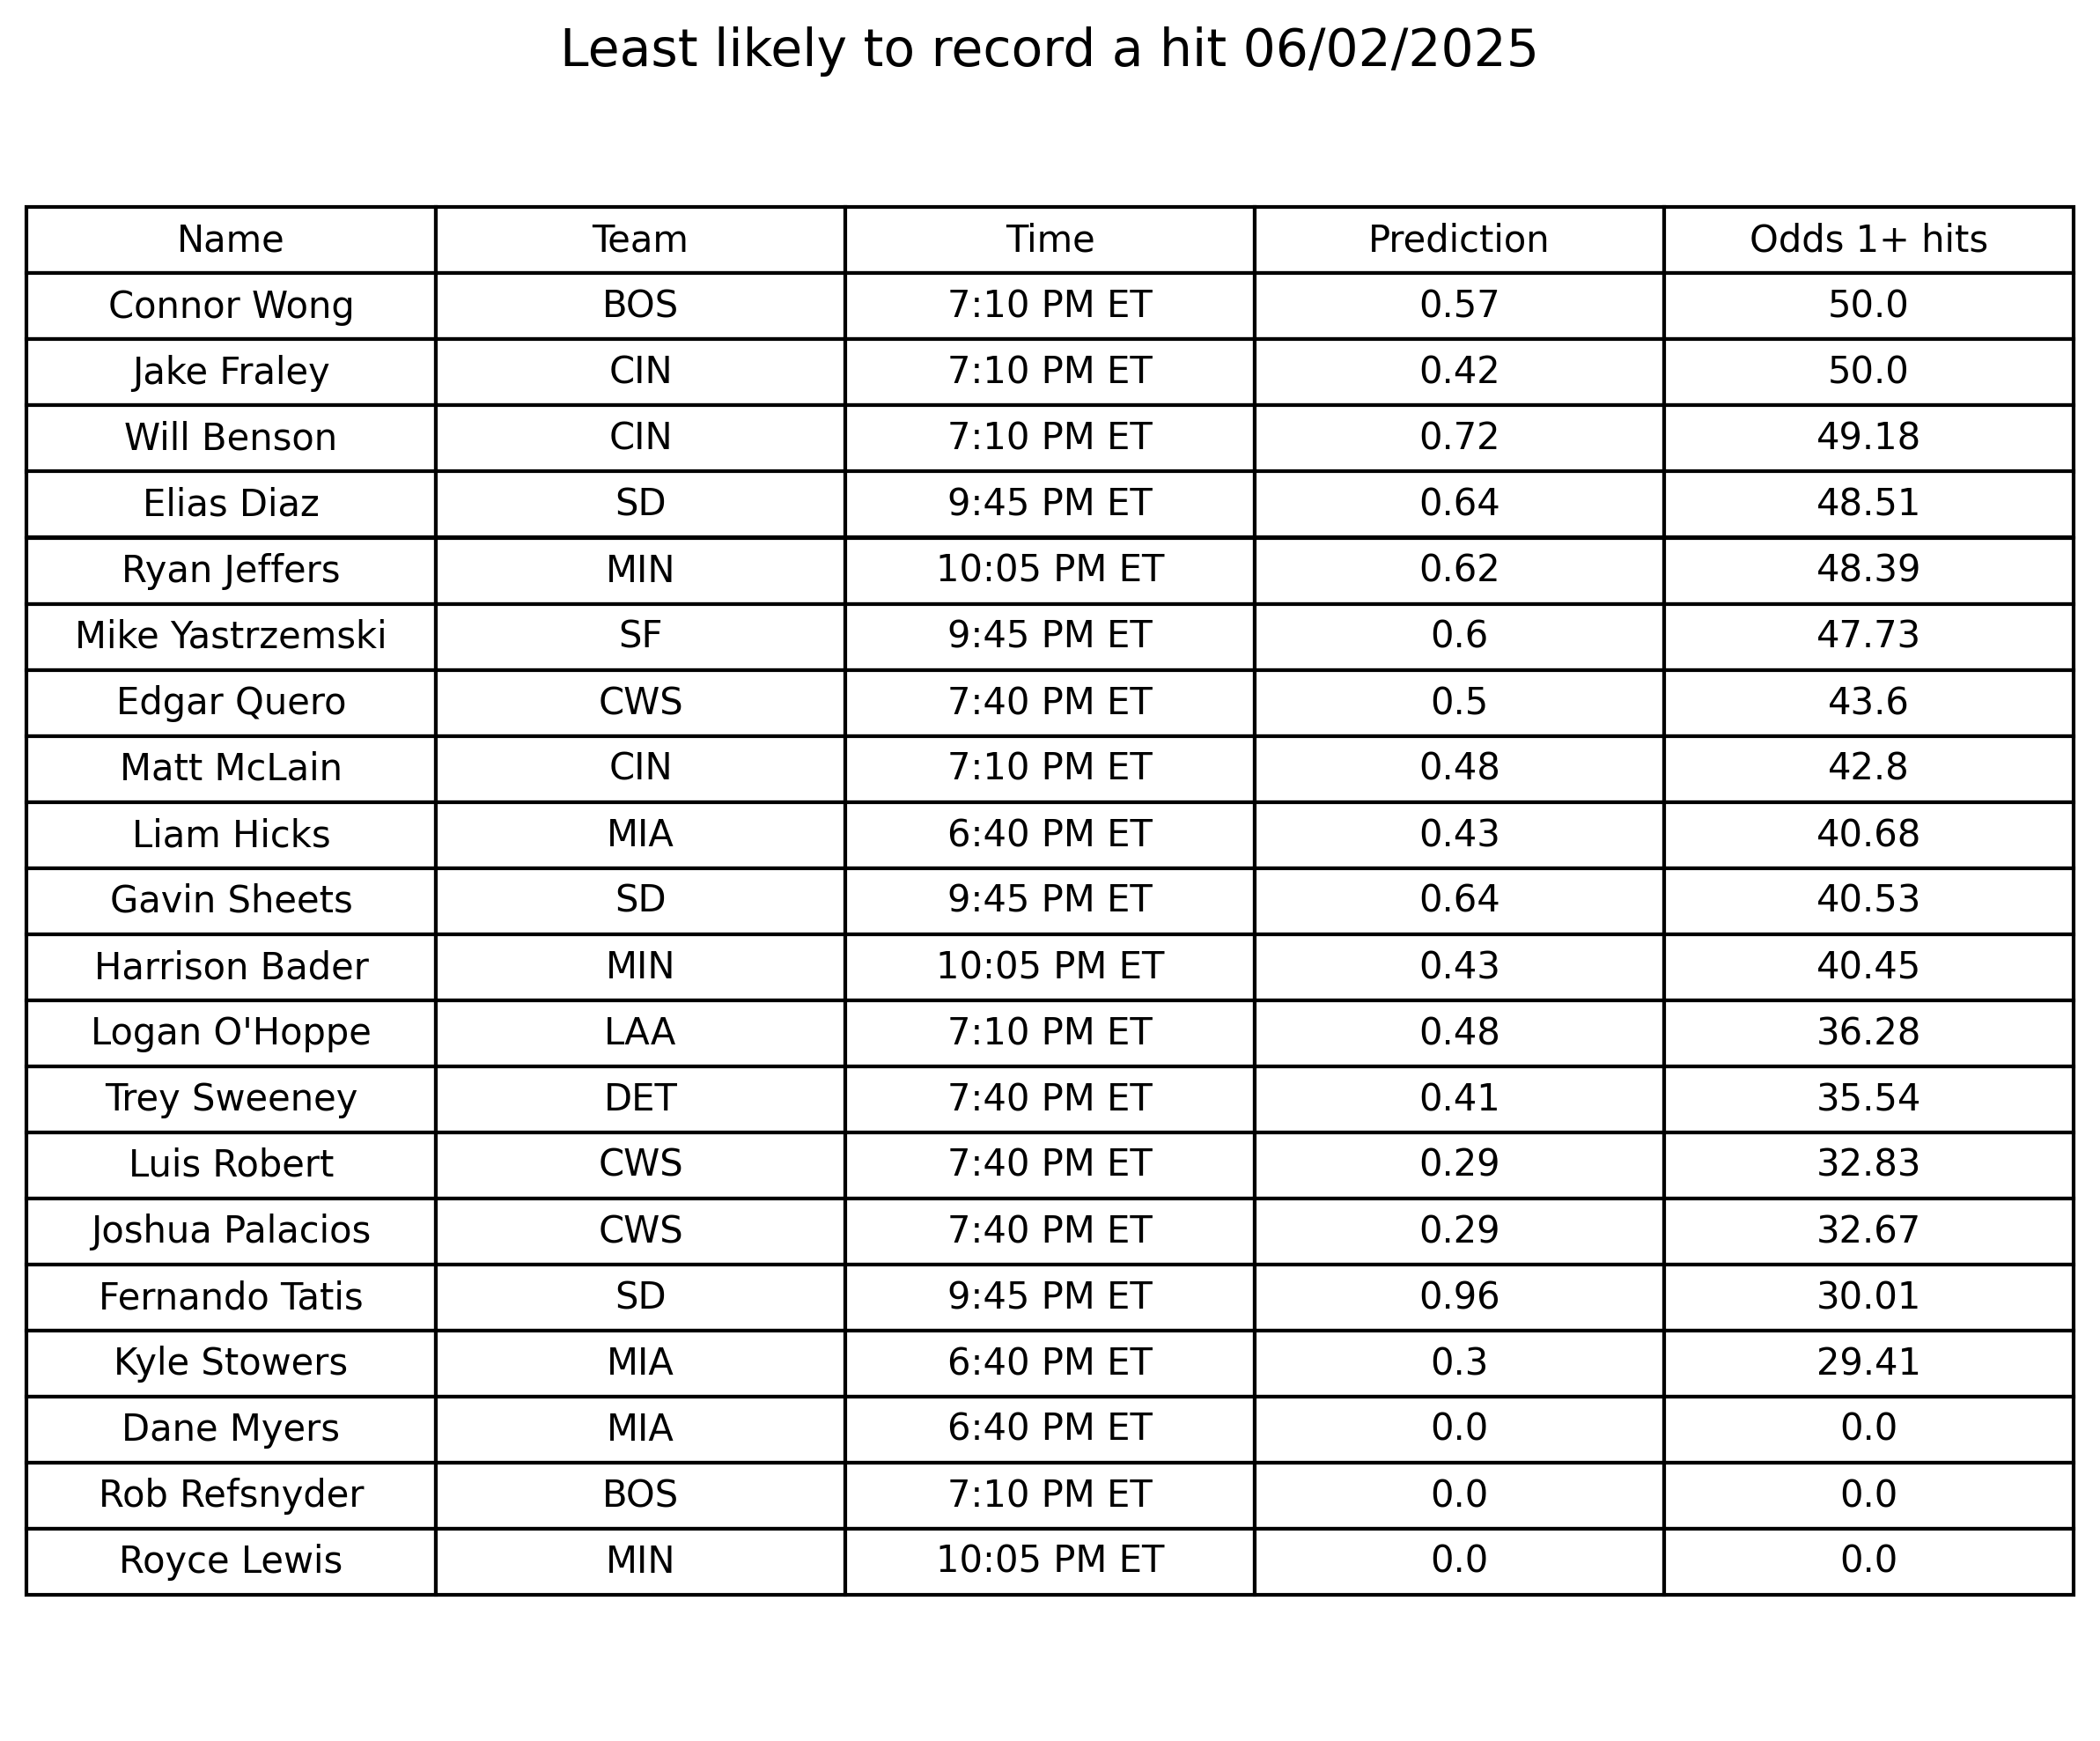 Least likely to record a hit 06/02/2025
Name Team Time Prediction Odds 1+ hits
Connor Wong BOS 7:10 PM ET 0.57 50.0
Jake Fraley CIN 7:10 PM ET 0.42 50.0
Will Benson CIN 7:10 PM ET 0.72 49.18
Elias Diaz SD 9:45 PM ET 0.64 48.51
Ryan Jeffers MIN 10:05 PM ET 0.62 48.39
Mike Yastrzemski SF 9:45 PM ET 0.6 47.73
Edgar Quero CWS 7:40 PM ET 0.5 43.6
Matt McLain CIN 7:10 PM ET 0.48 42.8
Liam Hicks MIA 6:40 PM ET 0.43 40.68
Gavin Sheets SD 9:45 PM ET 0.64 40.53
Harrison Bader MIN 10:05 PM ET 0.43 40.45
Logan O'Hoppe LAA 7:10 PM ET 0.48 36.28
Trey Sweeney DET 7:40 PM ET 0.41 35.54
Luis Robert CWS 7:40 PM ET 0.29 32.83
Joshua Palacios CWS 7:40 PM ET 0.29 32.67
Fernando Tatis SD 9:45 PM ET 0.96 30.01
Kyle Stowers MIA 6:40 PM ET 0.3 29.41
Dane Myers MIA 6:40 PM ET 0.0 0.0
Rob Refsnyder BOS 7:10 PM ET 0.0 0.0
Royce Lewis MIN 10:05 PM ET 0.0 0.0